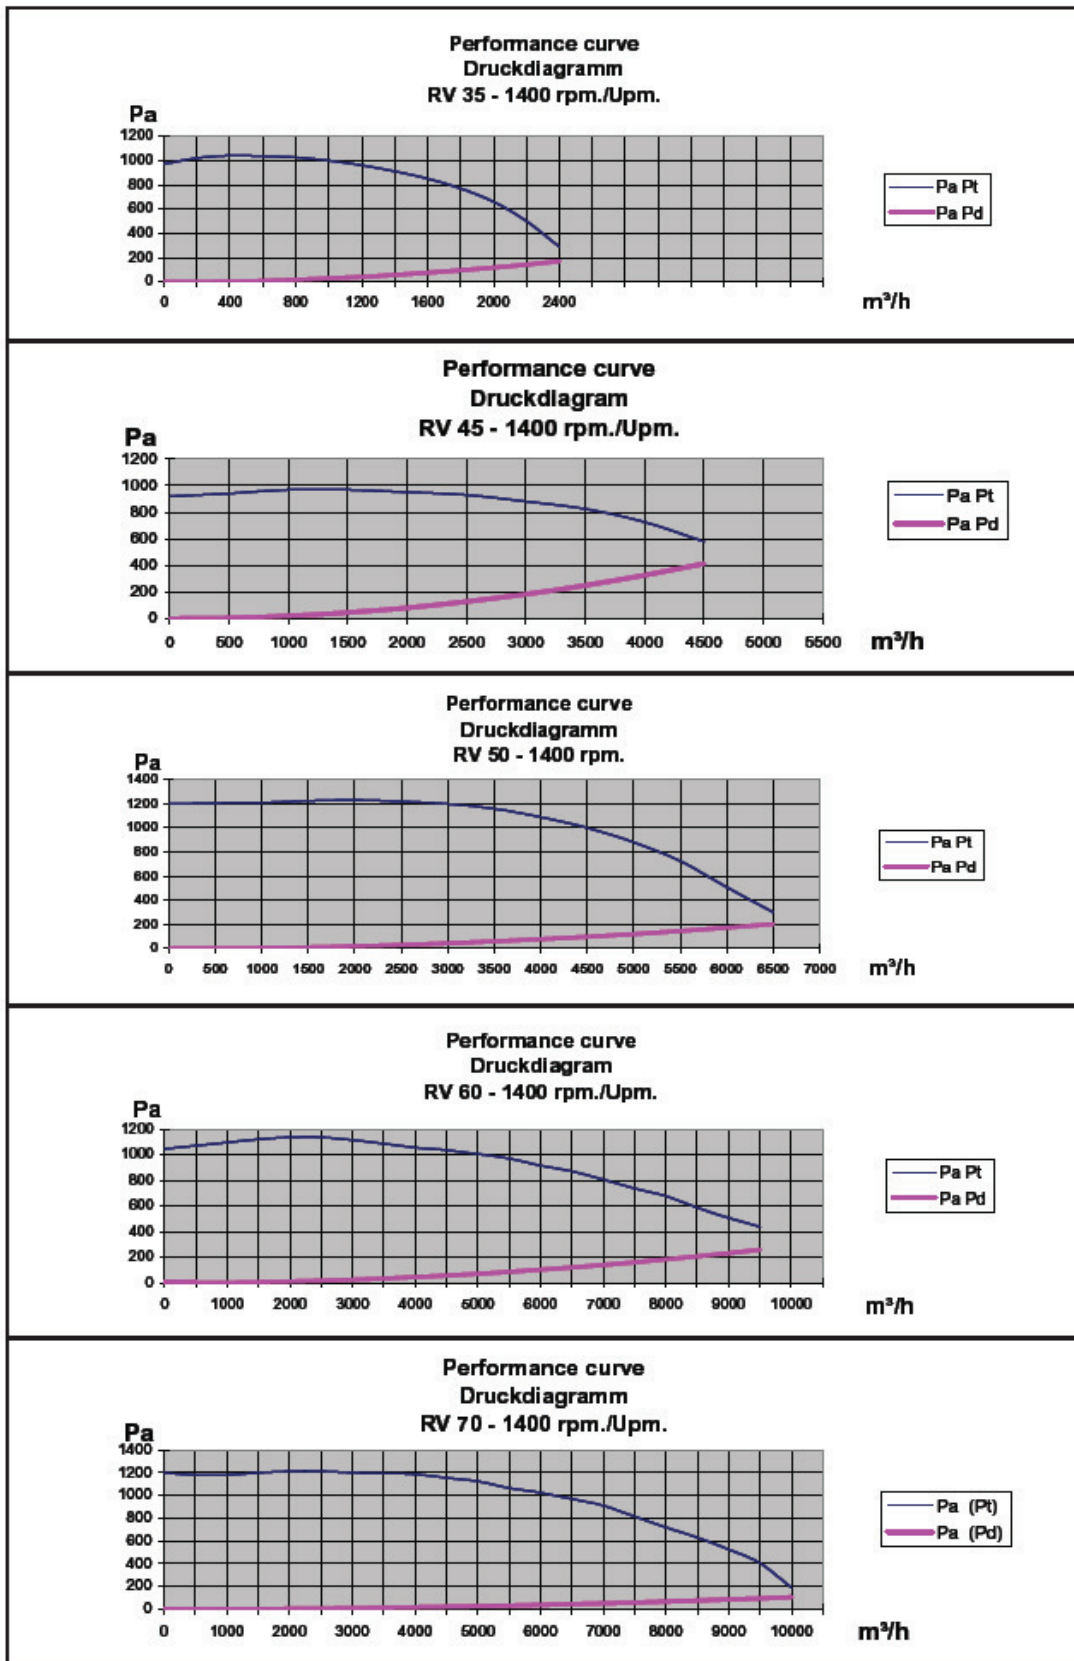 Performance curve
Druckdiagramm
RV 35 - 1400 rpm./Upm.
Pa
1200
1000
800
600
400
200
0
0 400 800 1200 1600 2000 2400
m³/h
Pa Pt
Pa Pd
Performance curve
Druckdiagram
RV 45 - 1400 rpm./Upm.
Pa
1200
1000
800
600
400
200
0
0 500 1000 1500 2000 2500 3000 3500 4000 4500 5000 5500
m³/h
Pa Pt
Pa Pd
Performance curve
Druckdiagramm
RV 50 - 1400 rpm.
Pa
1400
1200
1000
800
600
400
200
0
0 500 1000 1500 2000 2500 3000 3500 4000 4500 5000 5500 6000 6500 7000
m³/h
Pa Pt
Pa Pd
Performance curve
Druckdiagram
RV 60 - 1400 rpm./Upm.
Pa
1200
1000
800
600
400
200
0
0 1000 2000 3000 4000 5000 6000 7000 8000 9000 10000
m³/h
Pa Pt
Pa Pd
Performance curve
Druckdiagramm
RV 70 - 1400 rpm./Upm.
Pa
1400
1200
1000
800
600
400
200
0
0 1000 2000 3000 4000 5000 6000 7000 8000 9000 10000
m³/h
Pa (Pt)
Pa (Pd)